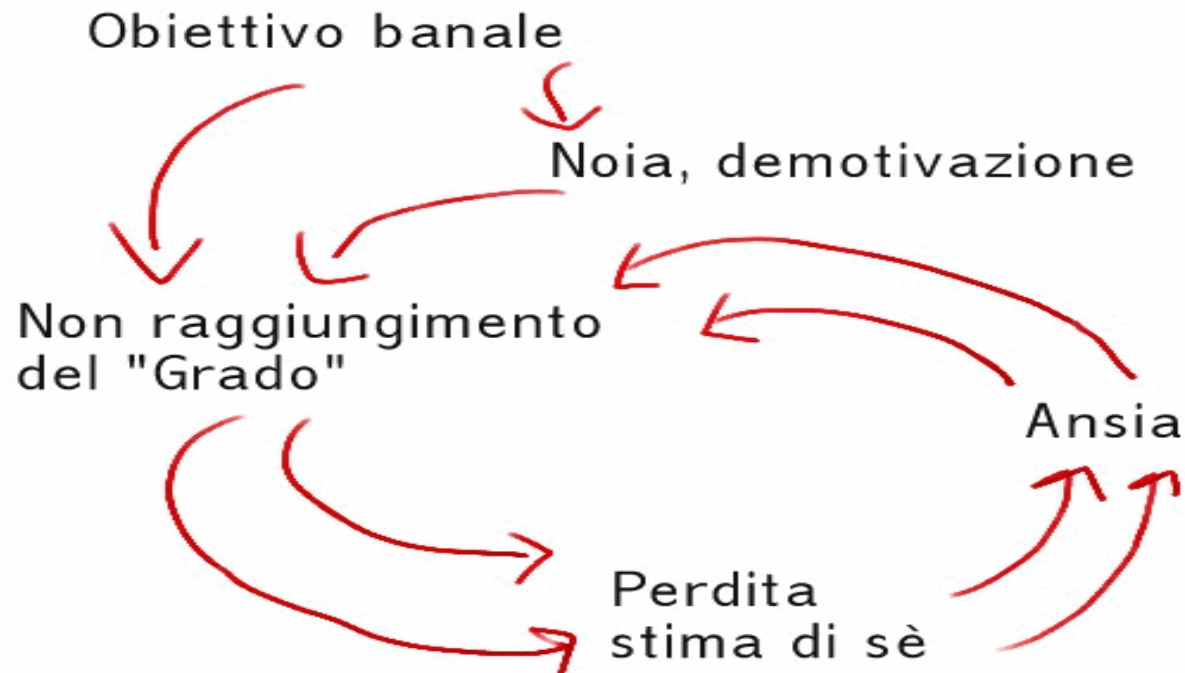 Obiettivo banale
Noia, demotivazione
Non raggiungimento
del "Grado"
Ansia
Perdita
stima di sè